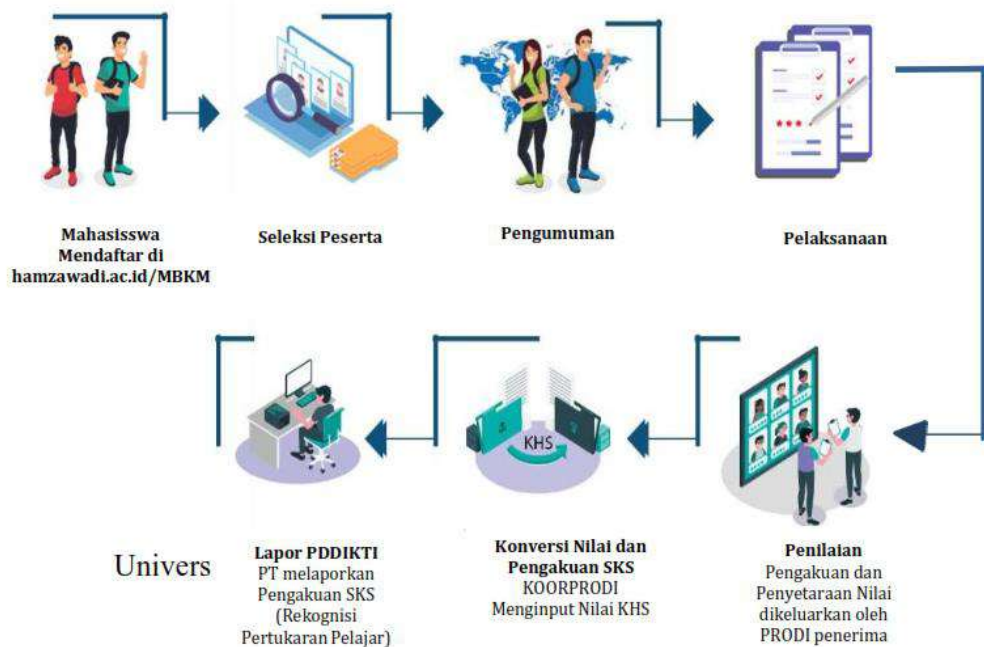 Mahasisswa
Mendaftar di
hamzawadi.ac.id/MBKM
Seleksi Peserta
Pengumuman
Pelaksanaan
KHS
Univers
Lapor PDDIKTI
PT melaporkan
Pengakuan SKS
(Rekognisi
Pertukaran Pelajar)
Konversi Nilai dan
Pengakuan SKS
KOORPRODI
Menginput Nilai KHS
Penilaian
Pengakuan dan
Penyetaraan Nilai
dikeluarkan oleh
PRODI penerima